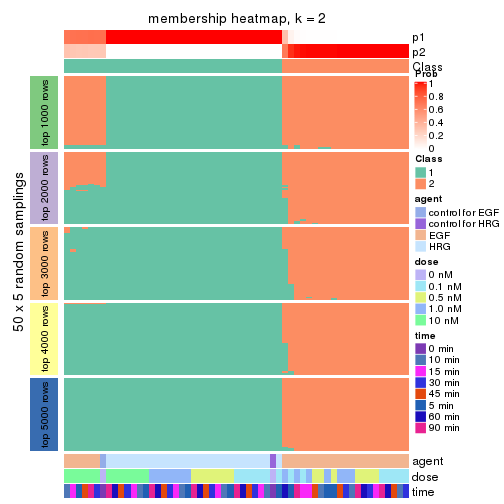 membership heatmap, k = 2
p1
p2
Class
50 x 5 random samplings
top 1000 rows
top 2000 rows
top 3000 rows
top 4000 rows
top 5000 rows
agent
dose
time
Prob
1
0.8
0.6
0.4
0.2
0
Class
1
2
agent
control for EGF
control for HRG
EGF
HRG
dose
0 nM
0.1 nM
0.5 nM
1.0 nM
10 nM
time
0 min
10 min
15 min
30 min
45 min
5 min
60 min
90 min